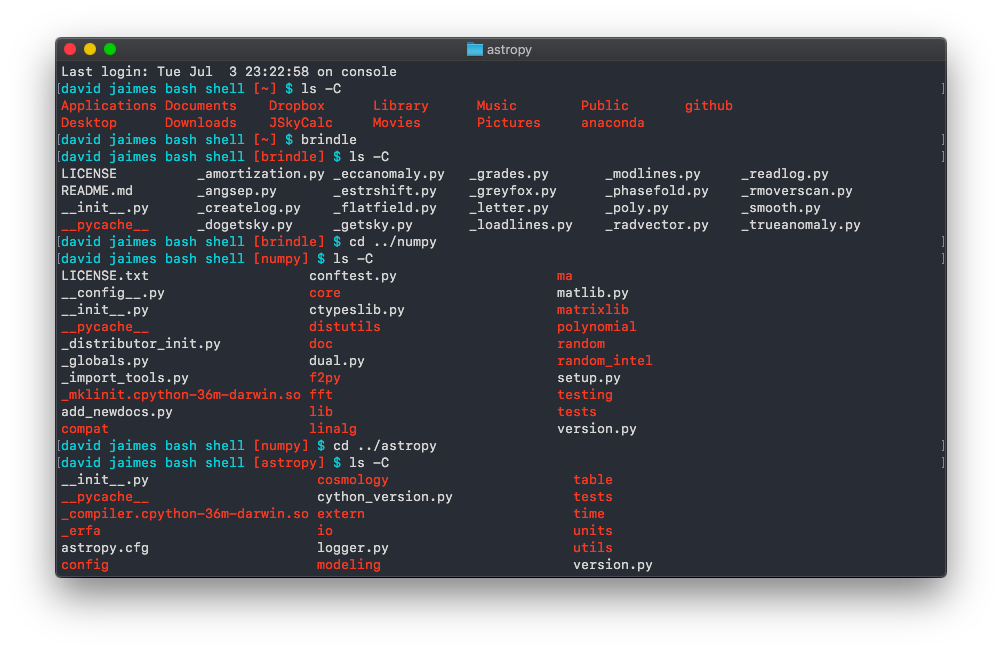 astropy
Last login: Tue Jul  3 23:22:58 on console
[david jaimes bash shell [~] $ ls -C ]
Applications Documents    Dropbox      Library      Music        Public       github
Desktop      Downloads    JSkyCalc     Movies       Pictures     anaconda
[david jaimes bash shell [~] $ brindle ]
[david jaimes bash shell [brindle] $ ls -C ]
LICENSE          _amortization.py _eccanomaly.py   _grades.py       _modlines.py     _readlog.py
README.md        _angsep.py       _estrshift.py    _greyfox.py      _phasefold.py    _rmoverscan.py
__init__.py      _createlog.py    _flatfield.py    _letter.py       _poly.py         _smooth.py
__pycache__      _dogetsky.py     _getsky.py       _loadlines.py    _radvector.py    _trueanomaly.py
[david jaimes bash shell [brindle] $ cd ../numpy ]
[david jaimes bash shell [numpy] $ ls -C ]
LICENSE.txt                    conftest.py                    ma
__config__.py                  core                           matlib.py
__init__.py                    ctypeslib.py                   matrixlib
__pycache__                    distutils                      polynomial
_distributor_init.py           doc                            random
_globals.py                    dual.py                        random_intel
_import_tools.py               f2py                           setup.py
_mklinit.cpython-36m-darwin.so fft                            testing
add_newdocs.py                 lib                            tests
compat                         linalg                         version.py
[david jaimes bash shell [numpy] $ cd ../astropy ]
[david jaimes bash shell [astropy] $ ls -C ]
__init__.py                     cosmology                       table
__pycache__                     cython_version.py               tests
_compiler.cpython-36m-darwin.so extern                          time
_erfa                           io                              units
astropy.cfg                     logger.py                       utils
config                          modeling                        version.py